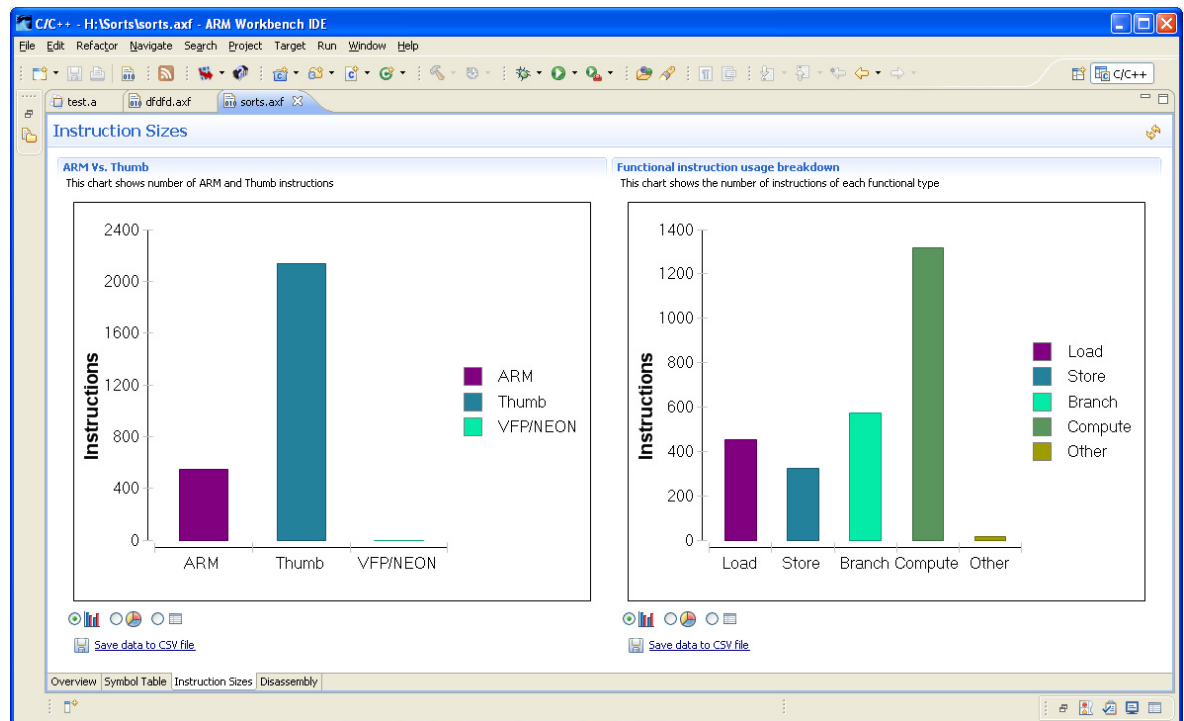 C/C++ - H:\Sorts\sorts.axf - ARM Workbench IDE
File Edit Refactor Navigate Search Project Target Run Window Help
C/C++
test.a dfdfd.axf sorts.axf
Instruction Sizes
ARM Vs. Thumb
This chart shows number of ARM and Thumb instructions
2400
2000
1600
1200
800
400
0
Instructions
ARM Thumb VFP/NEON
ARM
Thumb
VFP/NEON
Save data to CSV file
Functional instruction usage breakdown
This chart shows the number of instructions of each functional type
1400
1200
1000
800
600
400
200
0
Instructions
Load Store Branch Compute Other
Load
Store
Branch
Compute
Other
Save data to CSV file
Overview Symbol Table Instruction Sizes Disassembly